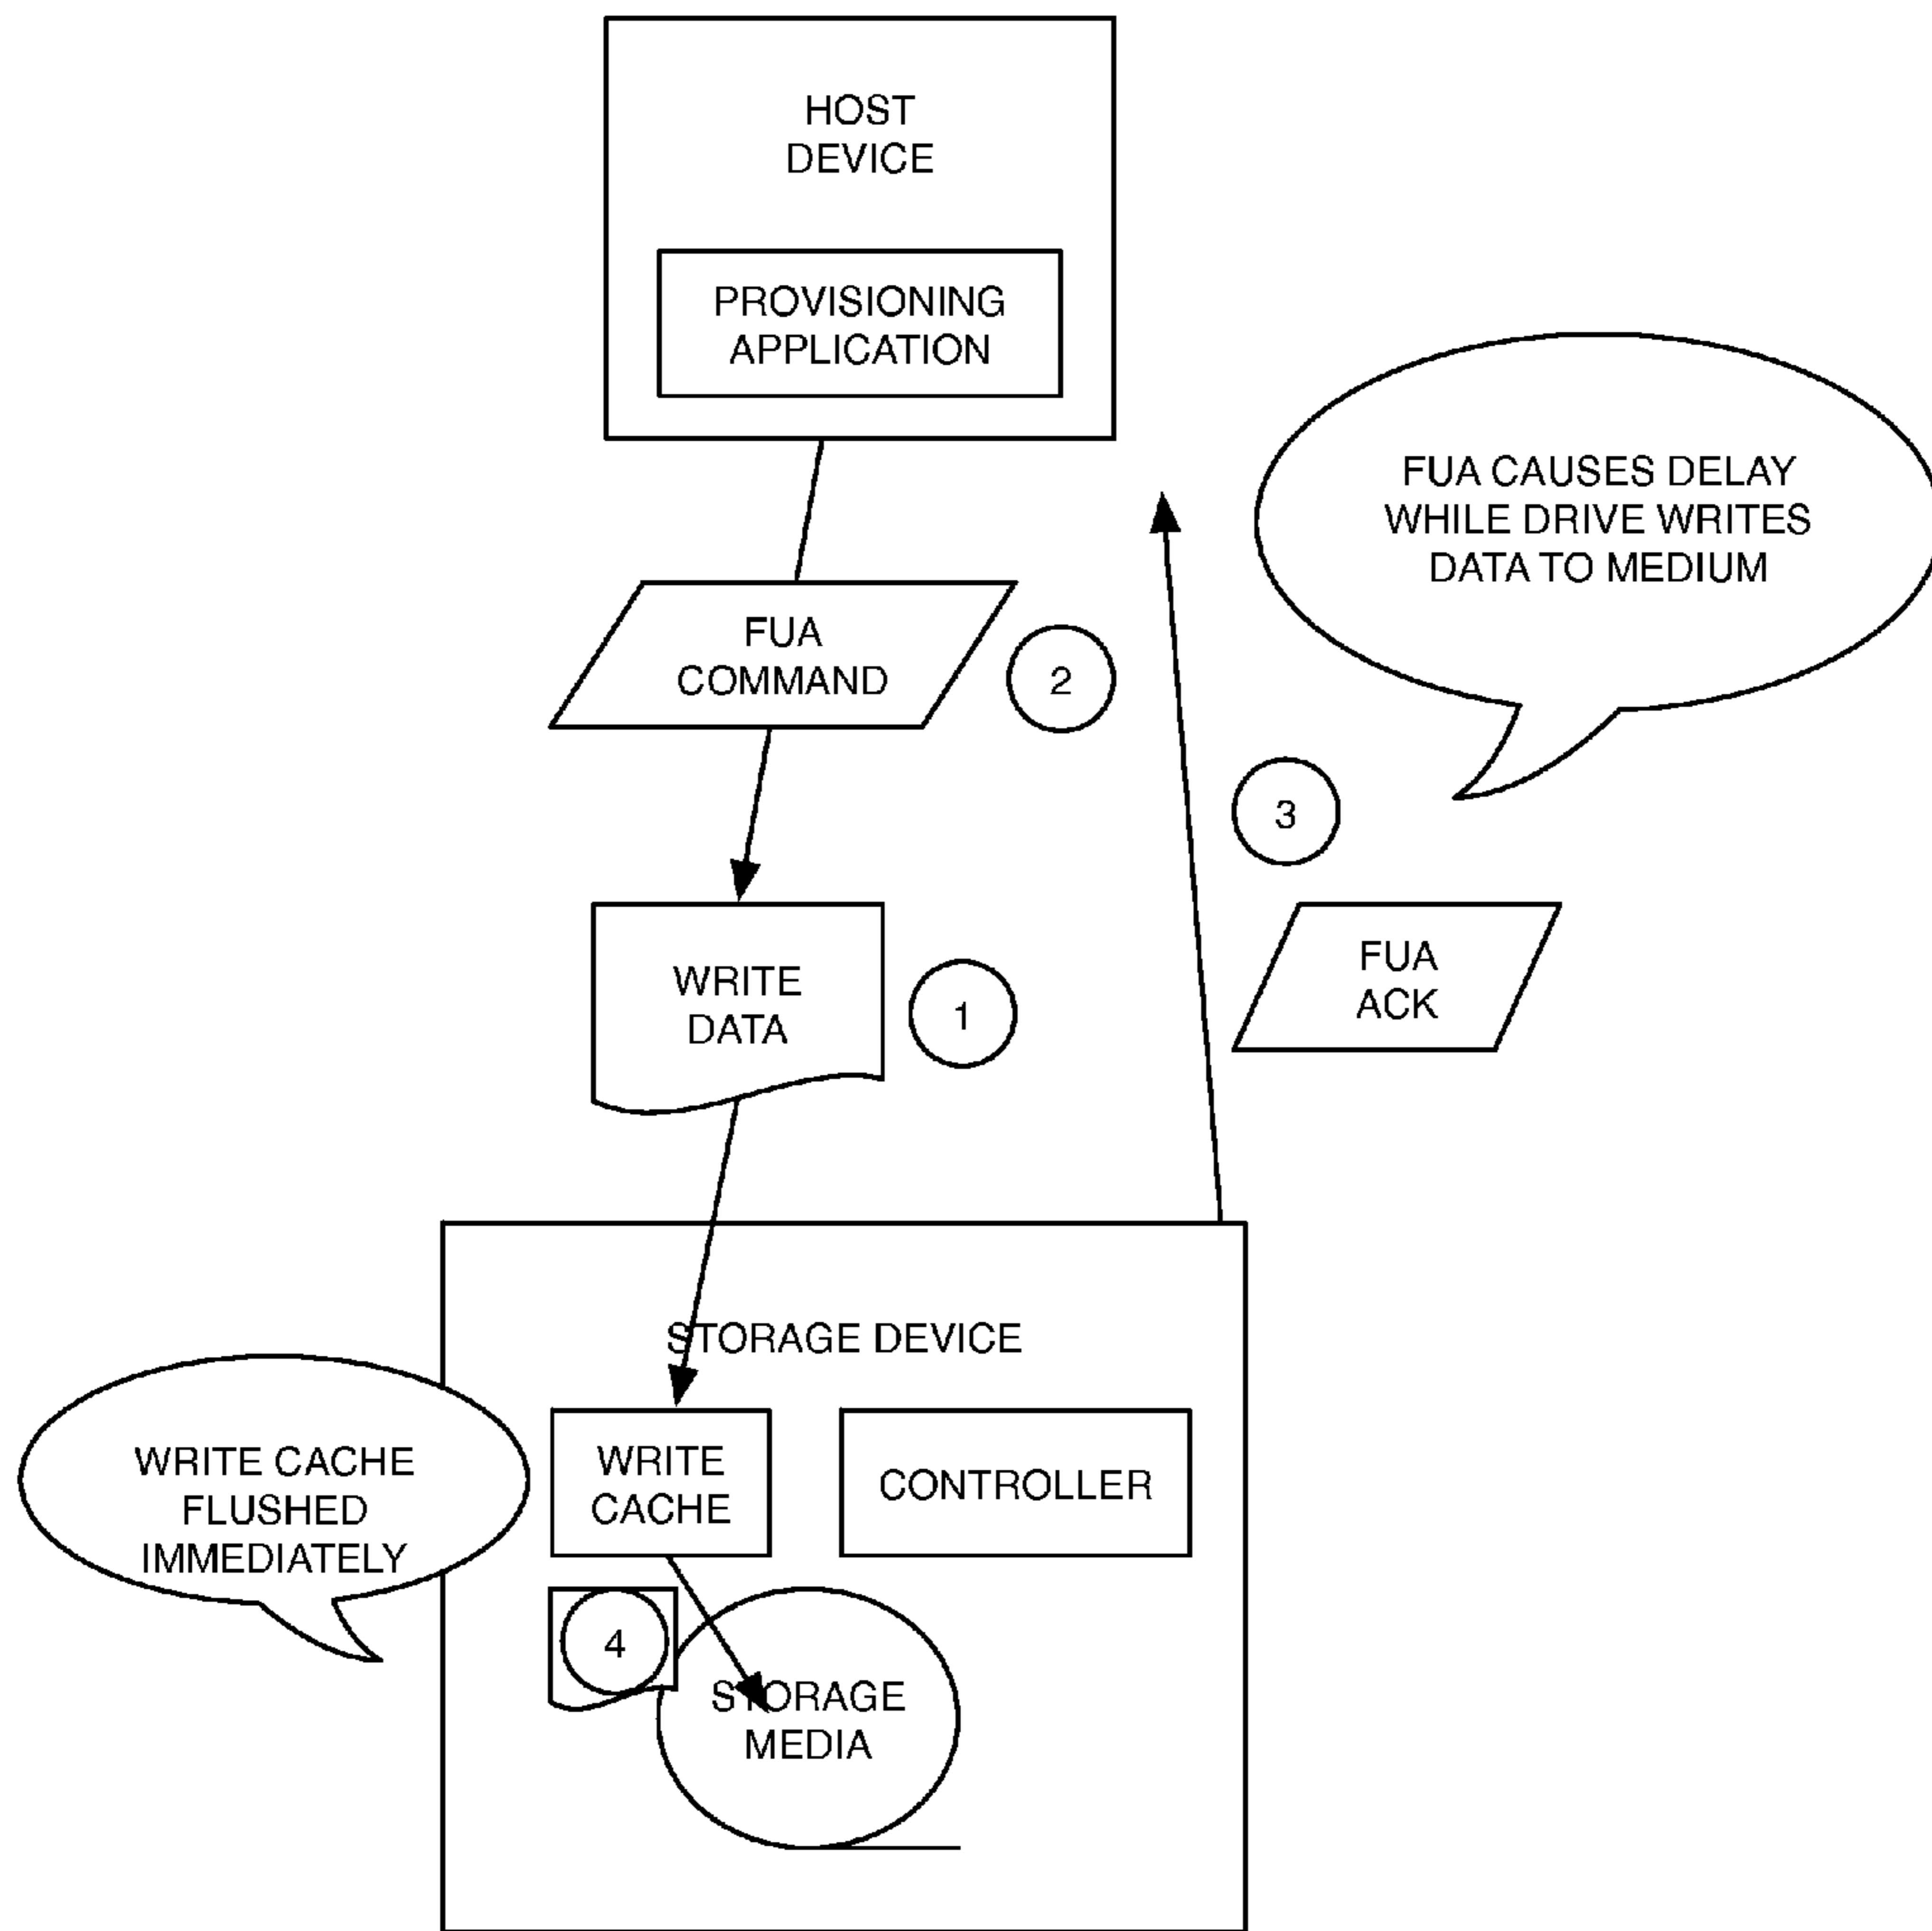 HOST
DEVICE
PROVISIONING
APPLICATION
FUA CAUSES DELAY
WHILE DRIVE WRITES
DATA TO MEDIUM
FUA
COMMAND
2
3
WRITE
DATA
1
FUA
ACK
STORAGE DEVICE
WRITE CACHE
FLUSHED
IMMEDIATELY
WRITE
CACHE
CONTROLLER
4
STORAGE
MEDIA